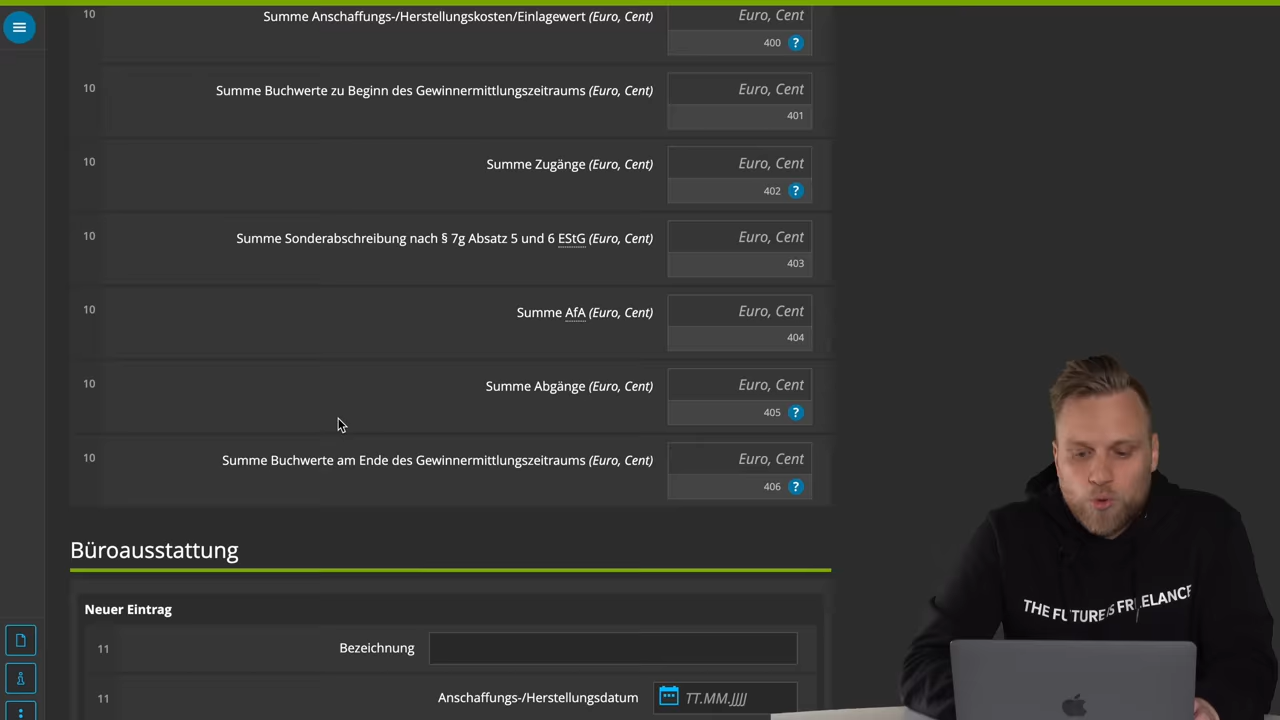 10 Summe Anschaffungs-/Herstellungskosten/Einlagewert (Euro, Cent) Euro, Cent
400 ?
10 Summe Buchwerte zu Beginn des Gewinnermittlungszeitraums (Euro, Cent) Euro, Cent
401
10 Summe Zugänge (Euro, Cent) Euro, Cent
402 ?
10 Summe Sonderabschreibung nach § 7g Absatz 5 und 6 EStG (Euro, Cent) Euro, Cent
403
10 Summe AfA (Euro, Cent) Euro, Cent
404
10 Summe Abgänge (Euro, Cent) Euro, Cent
405 ?
10 Summe Buchwerte am Ende des Gewinnermittlungszeitraums (Euro, Cent) Euro, Cent
406 ?
Büroausstattung
Neuer Eintrag
11 Bezeichnung
11 Anschaffungs-/Herstellungsdatum TT.MM.JJJJ
THE FUTURE IS FREELANCE